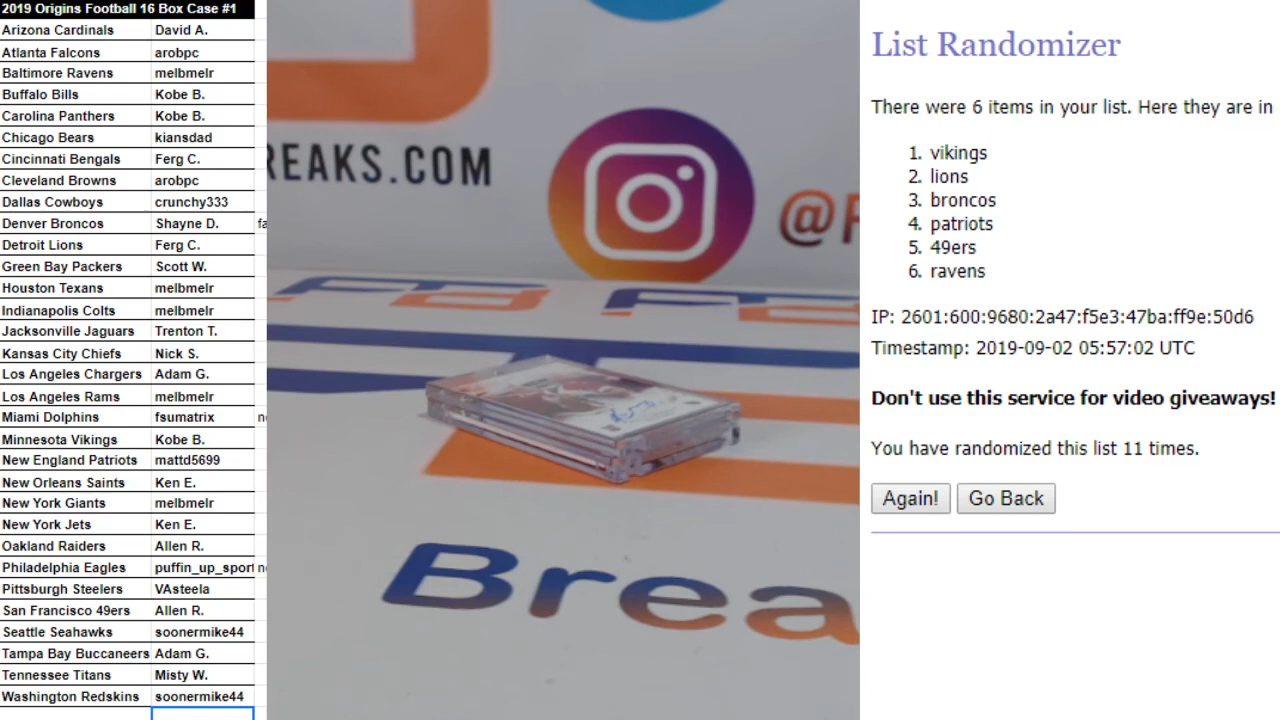 2019 Origins Football 16 Box Case #1
Arizona Cardinals David A.
Atlanta Falcons arobpc
Baltimore Ravens melbmelr
Buffalo Bills Kobe B.
Carolina Panthers Kobe B.
Chicago Bears kiansdad
Cincinnati Bengals Ferg C.
Cleveland Browns arobpc
Dallas Cowboys crunchy333
Denver Broncos Shayne D. fa
Detroit Lions Ferg C.
Green Bay Packers Scott W.
Houston Texans melbmelr
Indianapolis Colts melbmelr
Jacksonville Jaguars Trenton T.
Kansas City Chiefs Nick S.
Los Angeles Chargers Adam G.
Los Angeles Rams melbmelr
Miami Dolphins fsumatrix
Minnesota Vikings Kobe B.
New England Patriots mattd5699
New Orleans Saints Ken E.
New York Giants melbmelr
New York Jets Ken E.
Oakland Raiders Allen R.
Philadelphia Eagles puffin_up_sport
Pittsburgh Steelers VAsteela
San Francisco 49ers Allen R.
Seattle Seahawks soonermike44
Tampa Bay Buccaneers Adam G.
Tennessee Titans Misty W.
Washington Redskins soonermike44
REAKS.COM
@F
FB FB
Brea
List Randomizer
There were 6 items in your list. Here they are in
1. vikings
2. lions
3. broncos
4. patriots
5. 49ers
6. ravens
IP: 2601:600:9680:2a47:f5e3:47ba:ff9e:50d6
Timestamp: 2019-09-02 05:57:02 UTC
Don't use this service for video giveaways!
You have randomized this list 11 times.
Again! Go Back